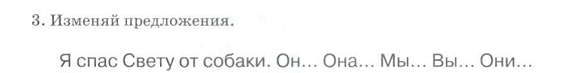 3. Изменяй предложения.
Я спас Свету от собаки. Он... Она... Мы... Вы... Они...